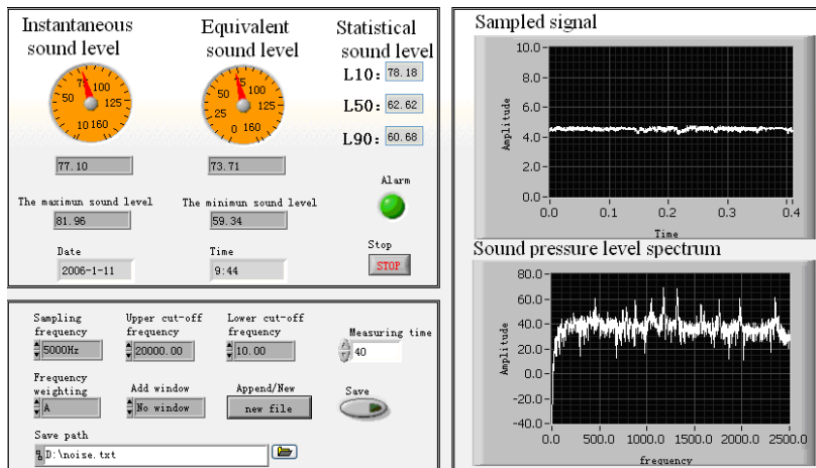 Instantaneous
sound level
Equivalent
sound level
Statistical
sound level
75
50
100
125
10
160
75
50
100
25
125
0
160
L10: 78.18
L50: 62.62
L90: 60.68
77.10
73.71
Alarm
The maximun sound level
The minimun sound level
81.96
59.34
Date
Time
Stop
2006-1-11
9:44
STOP
Sampling
frequency
Upper cut-off
frequency
Lower cut-off
frequency
Measuring time
5000Hz
20000.00
10.00
40
Frequency
weighting
Add window
Append/New
Save
A
No window
new file
Save path
D:\noise.txt
Sampled signal
10.0
8.0
6.0
4.0
2.0
0.0
Amplitude
0.0 0.1 0.2 0.3 0.4
Time
Sound pressure level spectrum
80.0
60.0
40.0
20.0
0.0
-20.0
-40.0
Amplitude
0.0 500.0 1000.0 1500.0 2000.0 2500.0
frequency